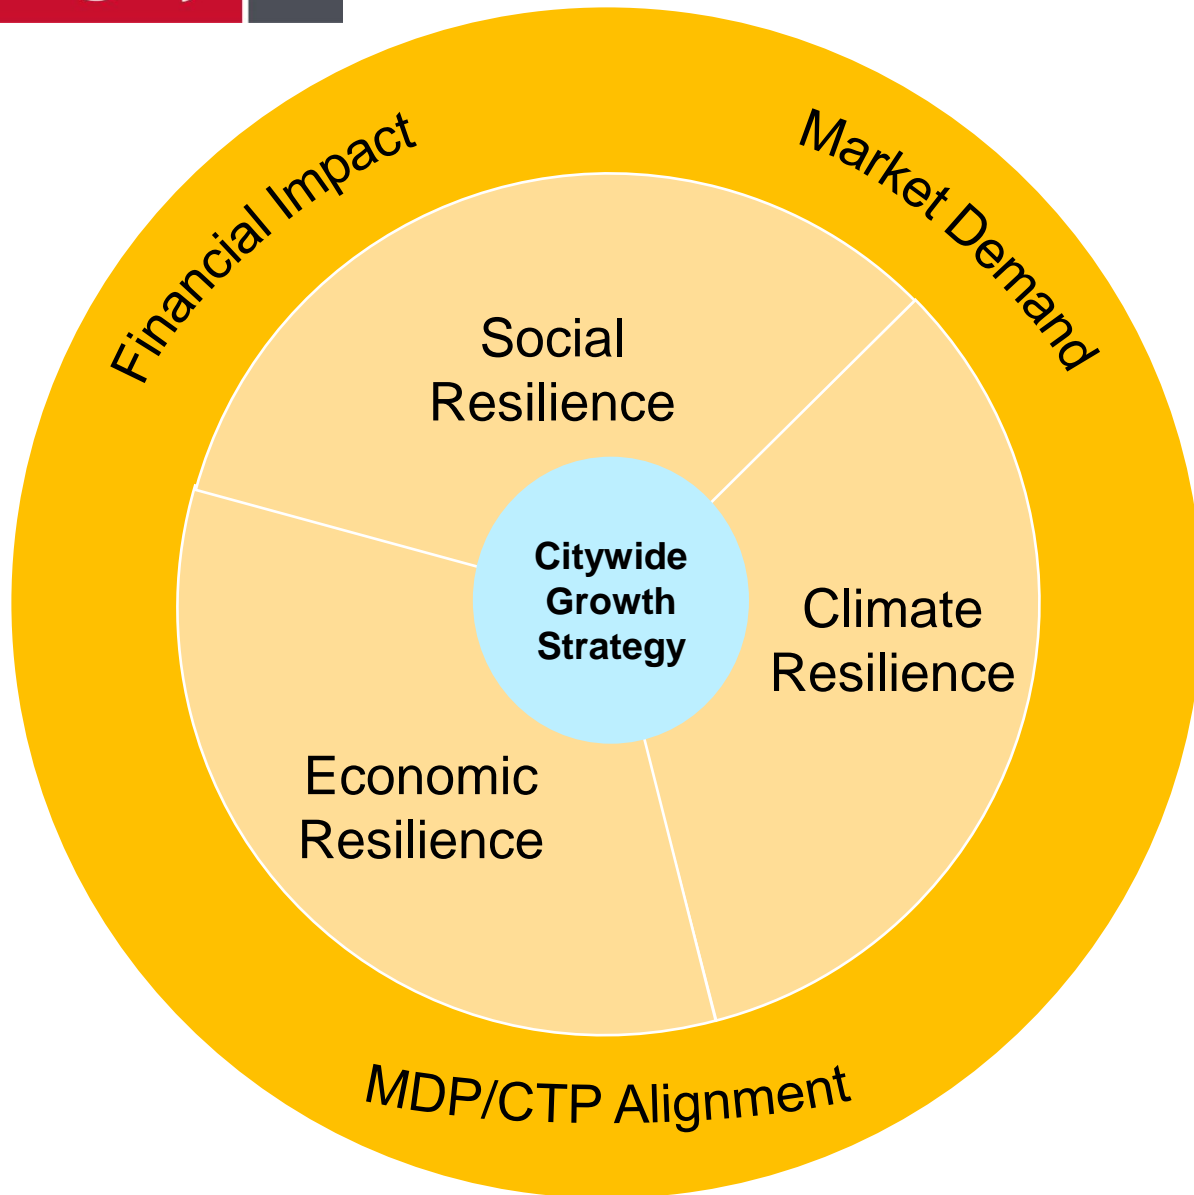 Financial Impact
Market Demand
Social
Resilience
Citywide
Growth
Strategy
Climate
Resilience
Economic
Resilience
MDP/CTP Alignment